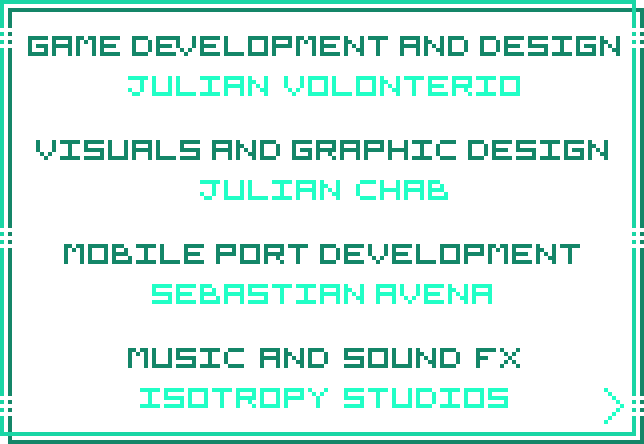 GAME DEVELOPMENT AND DESIGN
JULIAN VOLONTERIO
VISUALS AND GRAPHIC DESIGN
JULIAN CHAB
MOBILE PORT DEVELOPMENT
SEBASTIAN AVENA
MUSIC AND SOUND FX
ISOTROPY STUDIOS